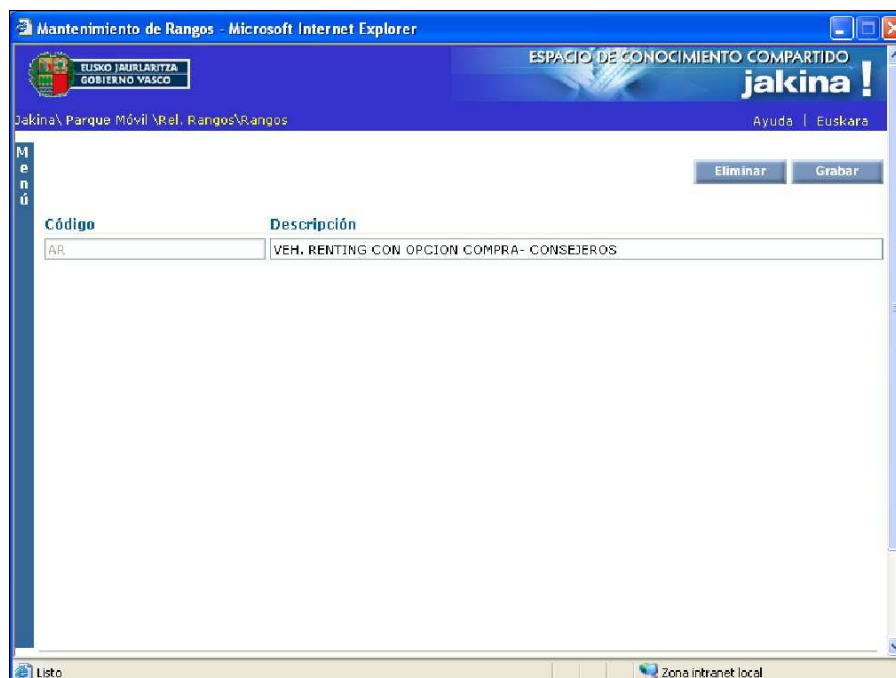 Mantenimiento de Rangos - Microsoft Internet Explorer
EUSKO JAURLARITZA
GOBIERNO VASCO
ESPACIO DE CONOCIMIENTO COMPARTIDO
jakina!
Jakina\ Parque Móvil \Rel. Rangos\Rangos
Ayuda | Euskara
Menú
Eliminar Grabar
Código Descripción
AR VEH. RENTING CON OPCION COMPRA- CONSEJEROS
Listo Zona intranet local